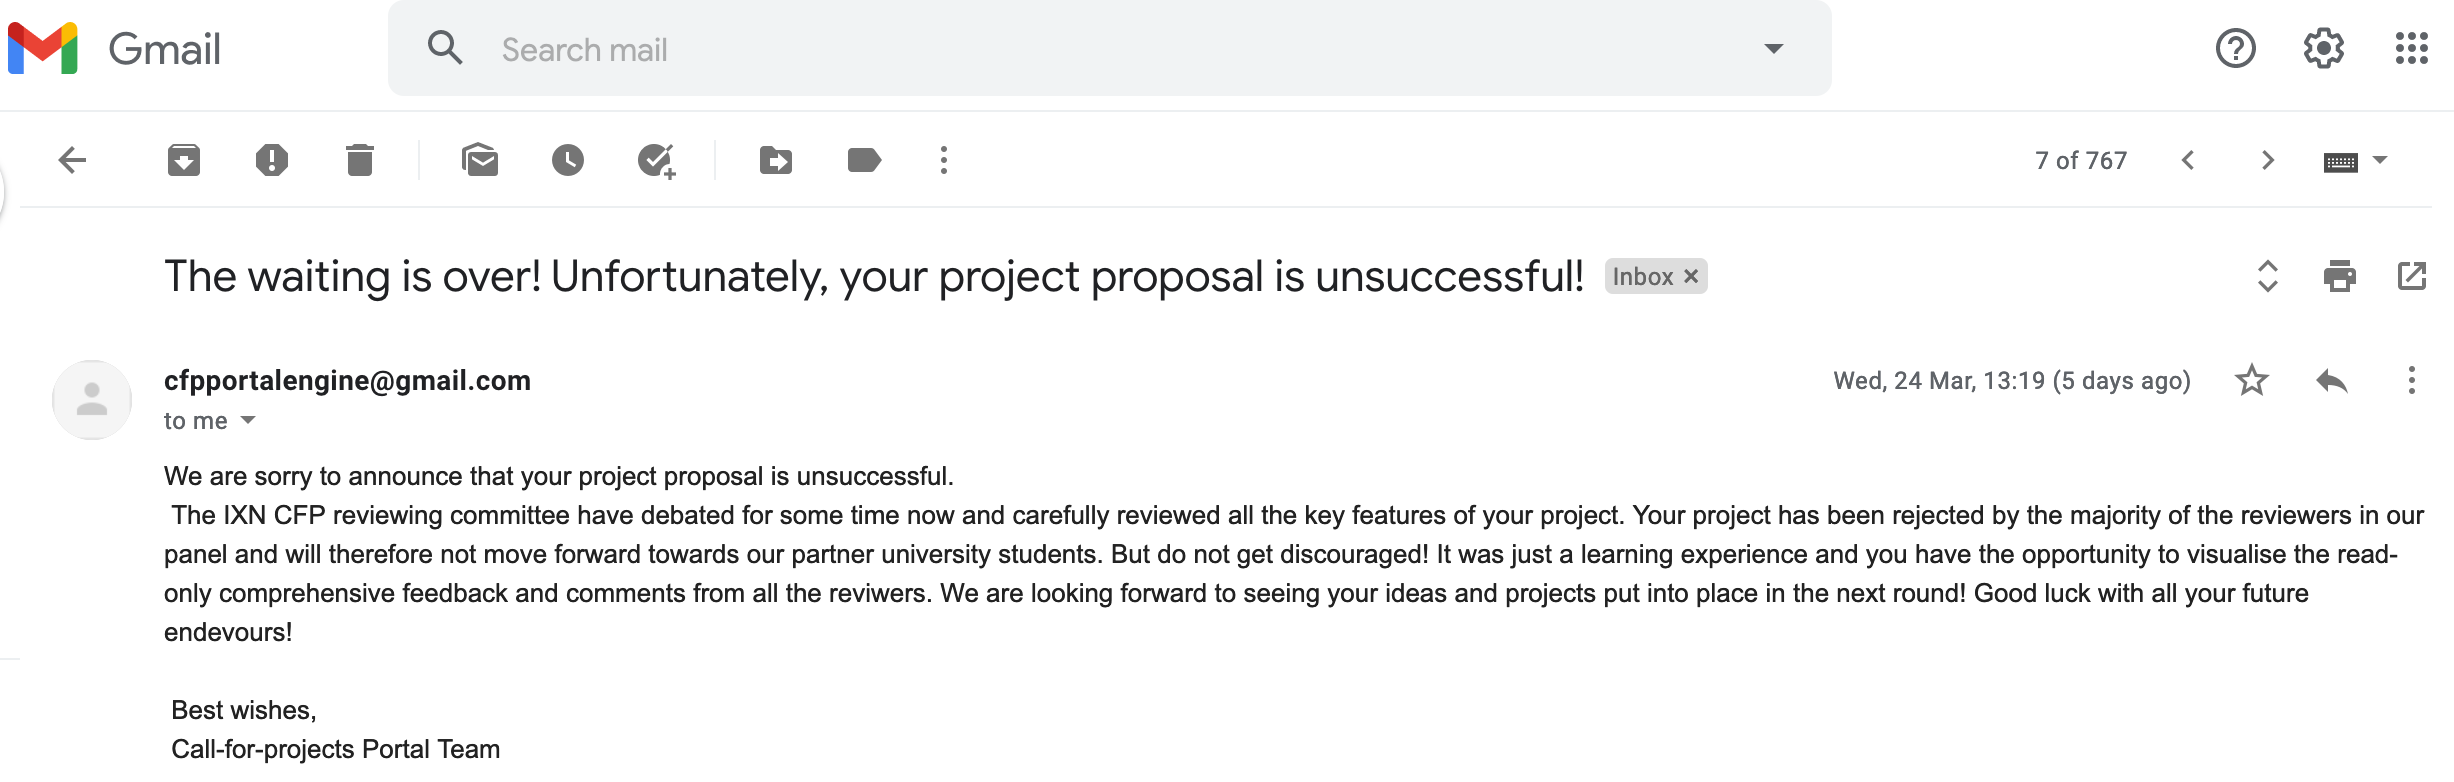 Gmail
Search mail
7 of 767
The waiting is over! Unfortunately, your project proposal is unsuccessful! Inbox ×
cfpportalengine@gmail.com
Wed, 24 Mar, 13:19 (5 days ago)
to me
We are sorry to announce that your project proposal is unsuccessful.
The IXN CFP reviewing committee have debated for some time now and carefully reviewed all the key features of your project. Your project has been rejected by the majority of the reviewers in our
panel and will therefore not move forward towards our partner university students. But do not get discouraged! It was just a learning experience and you have the opportunity to visualise the read-
only comprehensive feedback and comments from all the reviwers. We are looking forward to seeing your ideas and projects put into place in the next round! Good luck with all your future
endevours!
Best wishes,
Call-for-projects Portal Team